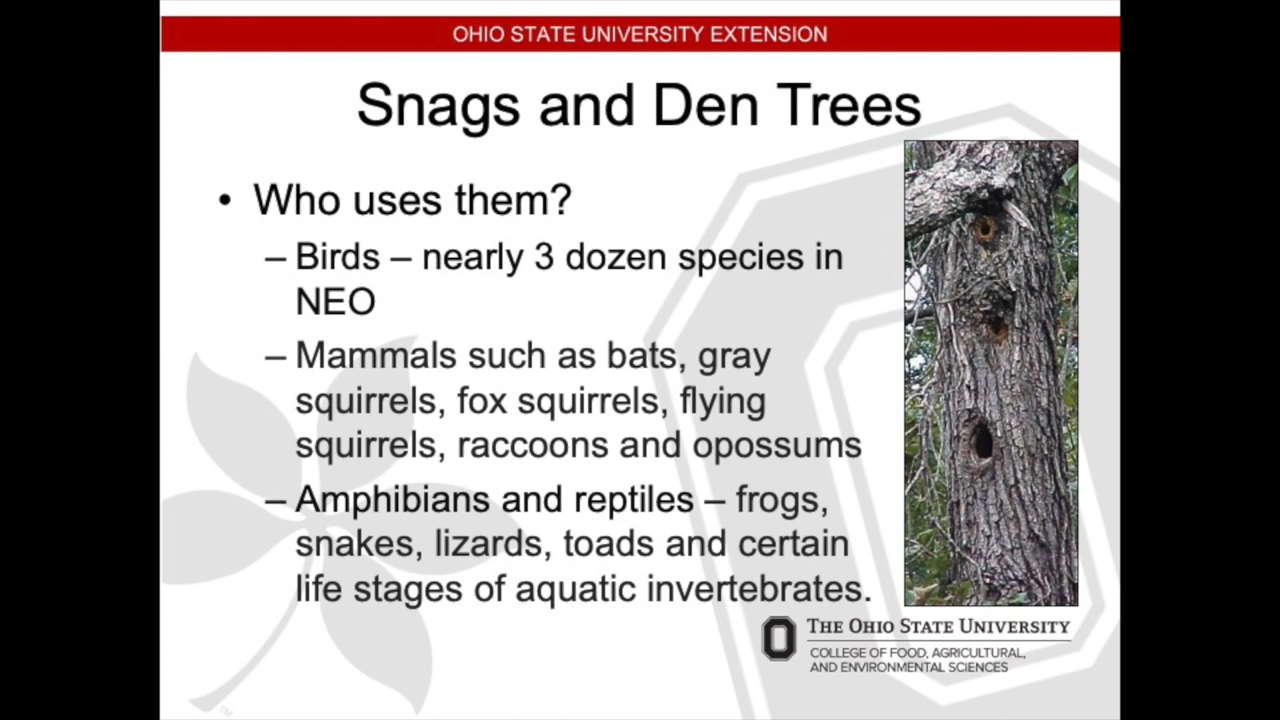 OHIO STATE UNIVERSITY EXTENSION
Snags and Den Trees
• Who uses them?
– Birds – nearly 3 dozen species in
NEO
– Mammals such as bats, gray
squirrels, fox squirrels, flying
squirrels, raccoons and opossums
– Amphibians and reptiles – frogs,
snakes, lizards, toads and certain
life stages of aquatic invertebrates.
THE OHIO STATE UNIVERSITY
COLLEGE OF FOOD, AGRICULTURAL,
AND ENVIRONMENTAL SCIENCES
TM